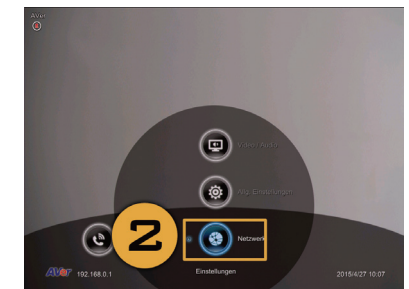 AVer
Video / Audio
Allg. Einstellungen
2
Netzwerk
AVer 192.168.0.1
Einstellungen
2015/4/27 10:07